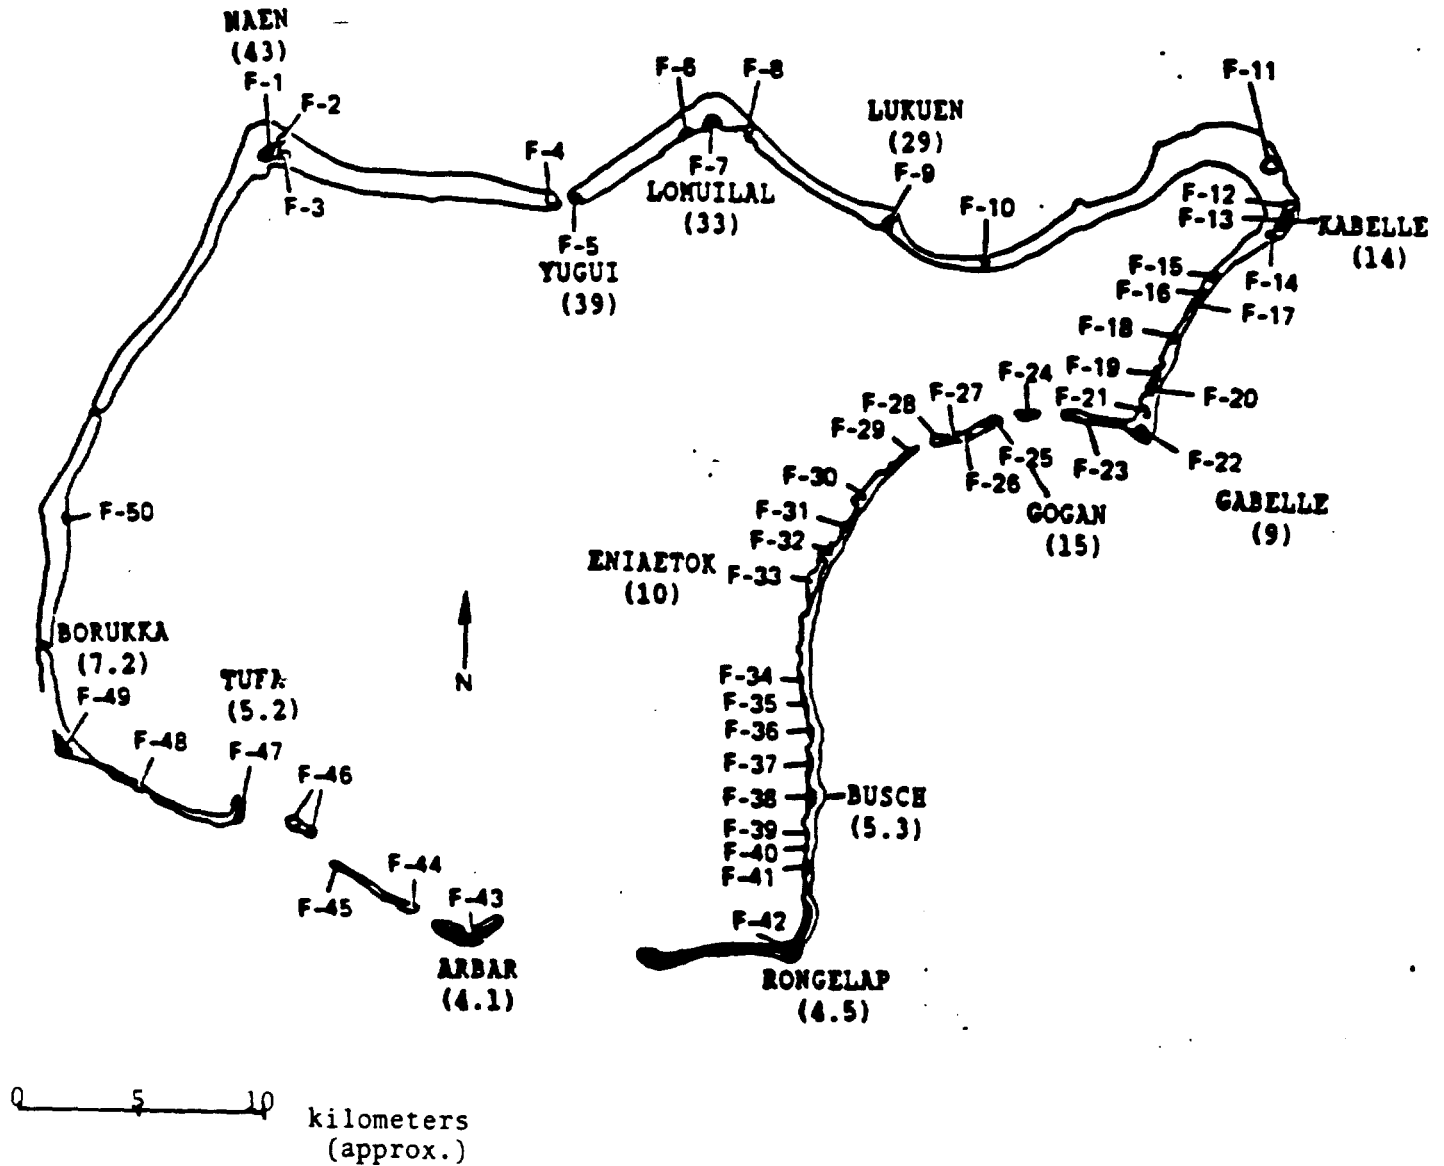 NAEN
(43)
F-1
F-2
F-3
F-4
F-5
YUGUI
(39)
F-6
F-8
F-7
LOMUILAL
(33)
LUKUEN
(29)
F-9
F-10
F-11
F-12
F-13
KABELLE
(14)
F-14
F-15
F-16
F-17
F-18
F-19
F-20
F-21
F-22
GABELLE
(9)
F-23
F-24
F-25
GOGAN
(15)
F-26
F-27
F-28
F-29
F-30
F-31
F-32
ENIAETOK
(10)
F-33
F-34
F-35
F-36
F-37
F-38
BUSCH
(5.3)
F-39
F-40
F-41
F-42
RONGELAP
(4.5)
F-43
ARBAR
(4.1)
F-44
F-45
F-46
TUFA
(5.2)
F-47
F-48
F-49
BORUKKA
(7.2)
F-50
N
0 5 10
kilometers
(approx.)